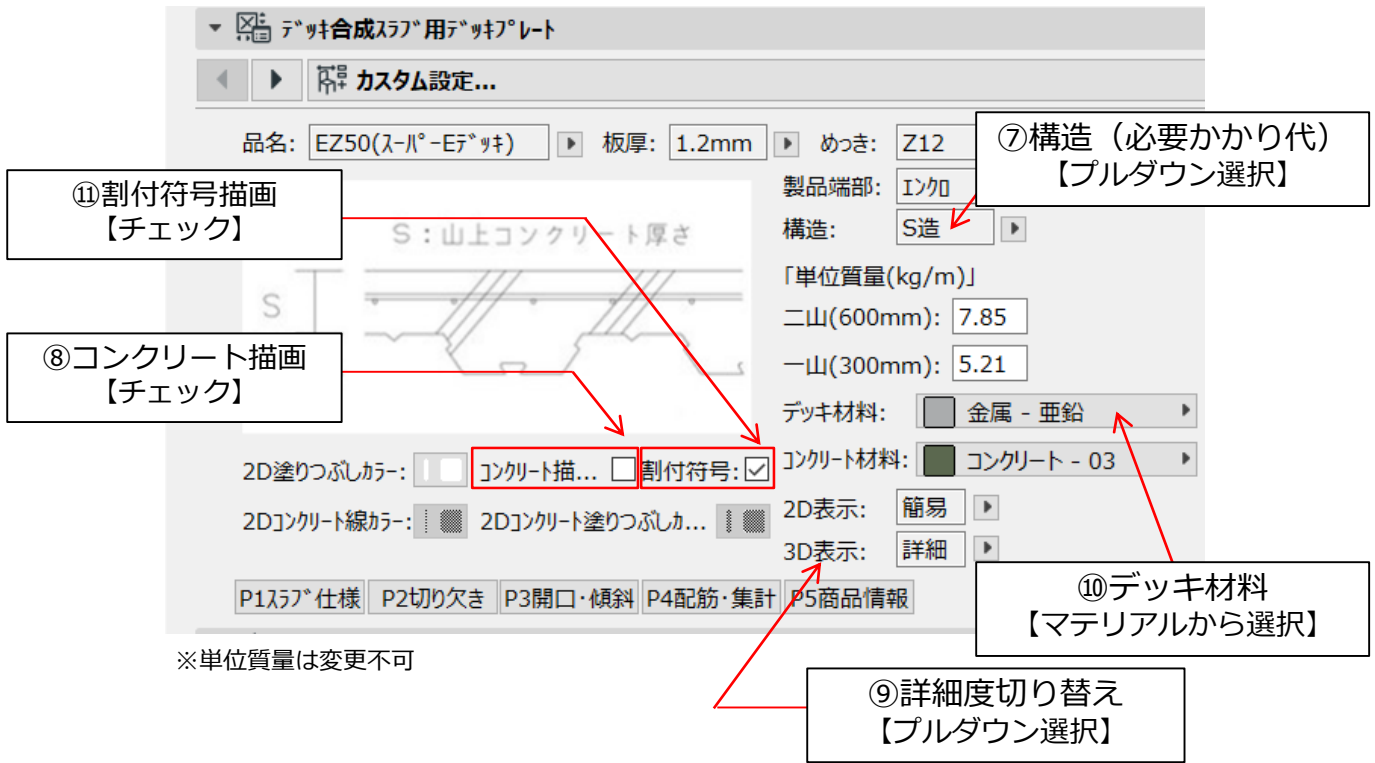 ﾃﾞｯｷ合成ｽﾗﾌﾞ用ﾃﾞｯｷﾌﾟﾚｰﾄ
カスタム設定...
品名: EZ50(ｽｰﾊﾟｰEﾃﾞｯｷ) 板厚: 1.2mm めっき: Z12
⑦構造（必要かかり代）
【プルダウン選択】
⑪割付符号描画
【チェック】
製品端部: ｴﾝｸﾛ
構造: S造
S：山上コンクリート厚さ
S
「単位質量(kg/m)」
二山(600mm): 7.85
一山(300mm): 5.21
⑧コンクリート描画
【チェック】
デッキ材料: 金属 - 亜鉛
2D塗りつぶしｶﾗｰ: ｺﾝｸﾘｰﾄ描... 割付符号:
ｺﾝｸﾘｰﾄ材料: コンクリート - 03
2Dｺﾝｸﾘｰﾄ線ｶﾗｰ: 2Dｺﾝｸﾘｰﾄ塗りつぶしｶ...
2D表示: 簡易
3D表示: 詳細
P1ｽﾗﾌﾞ仕様 P2切り欠き P3開口･傾斜 P4配筋･集計 P5商品情報
⑩デッキ材料
【マテリアルから選択】
※単位質量は変更不可
⑨詳細度切り替え
【プルダウン選択】